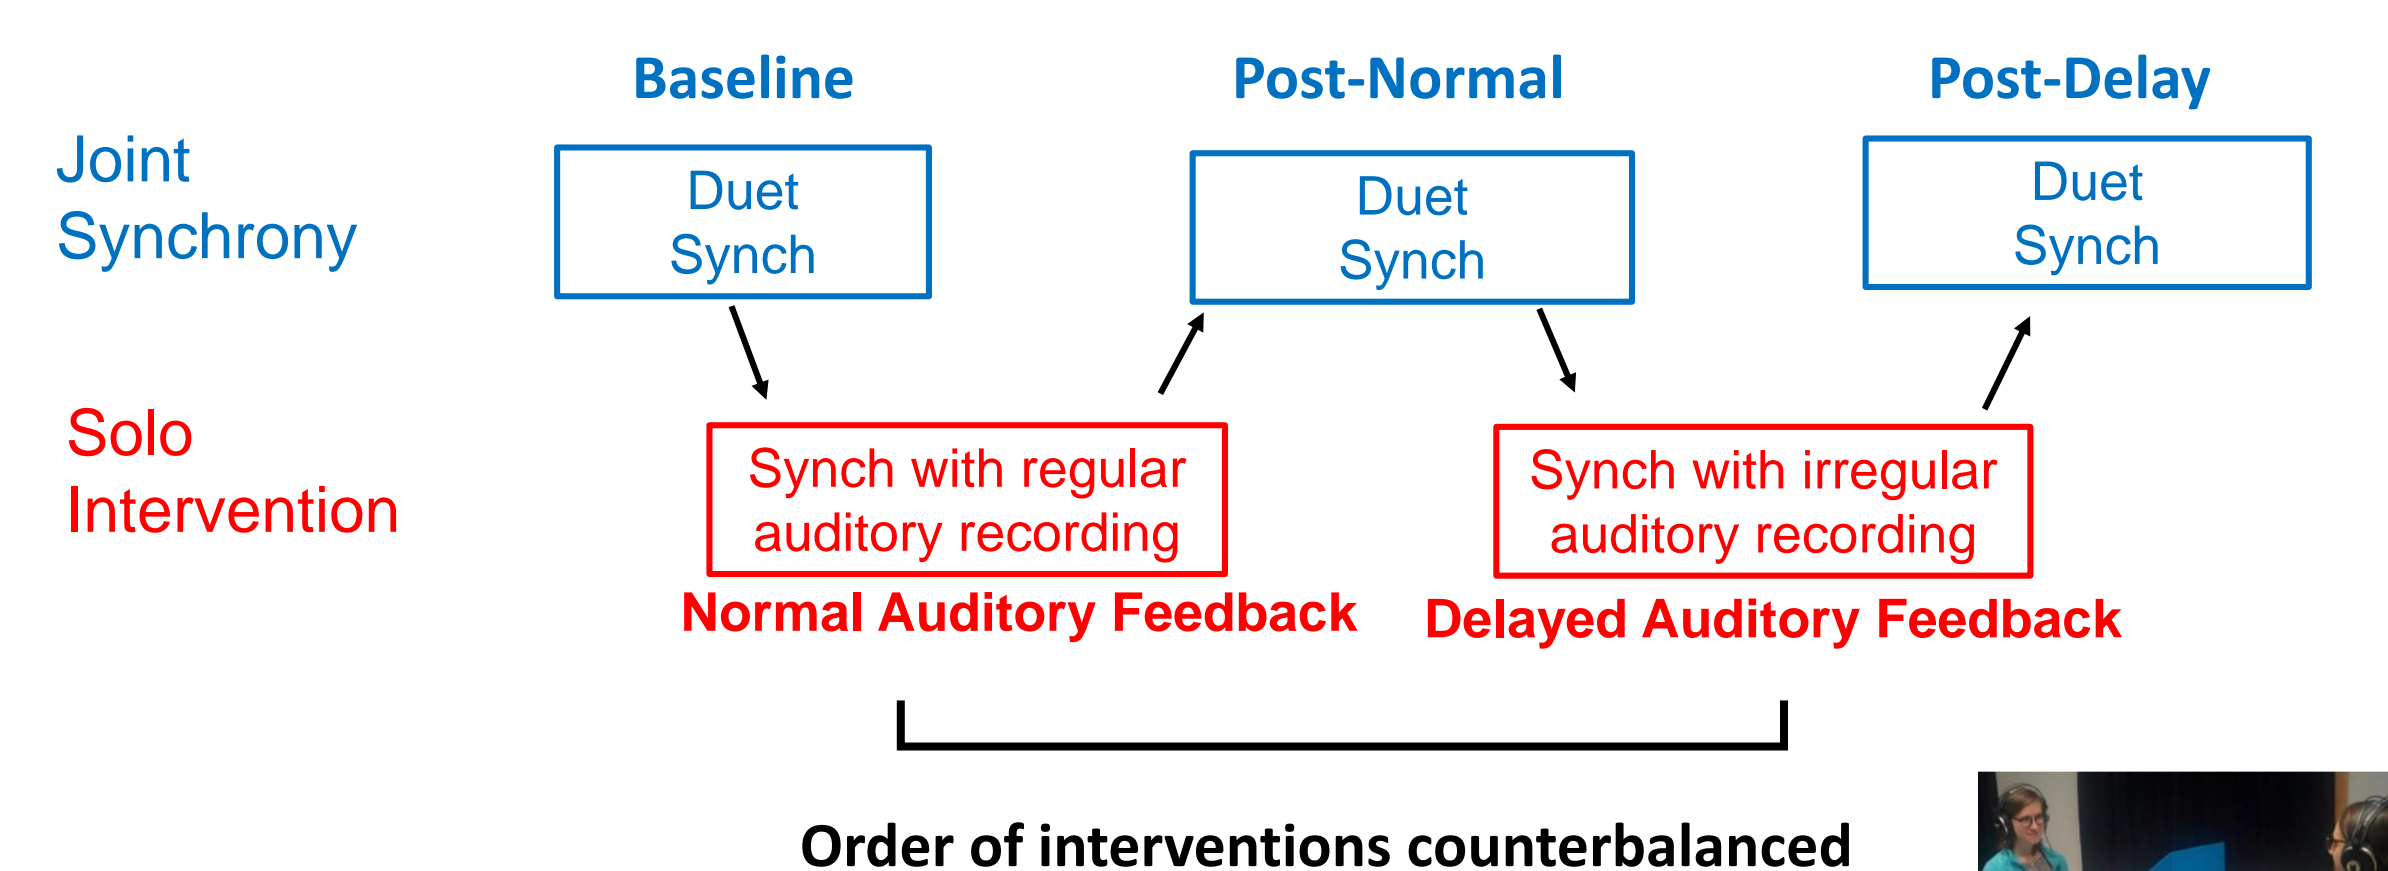 Baseline
Post-Normal
Post-Delay
Joint
Synchrony
Duet
Synch
Duet
Synch
Duet
Synch
Solo
Intervention
Synch with regular
auditory recording
Normal Auditory Feedback
Synch with irregular
auditory recording
Delayed Auditory Feedback
Order of interventions counterbalanced